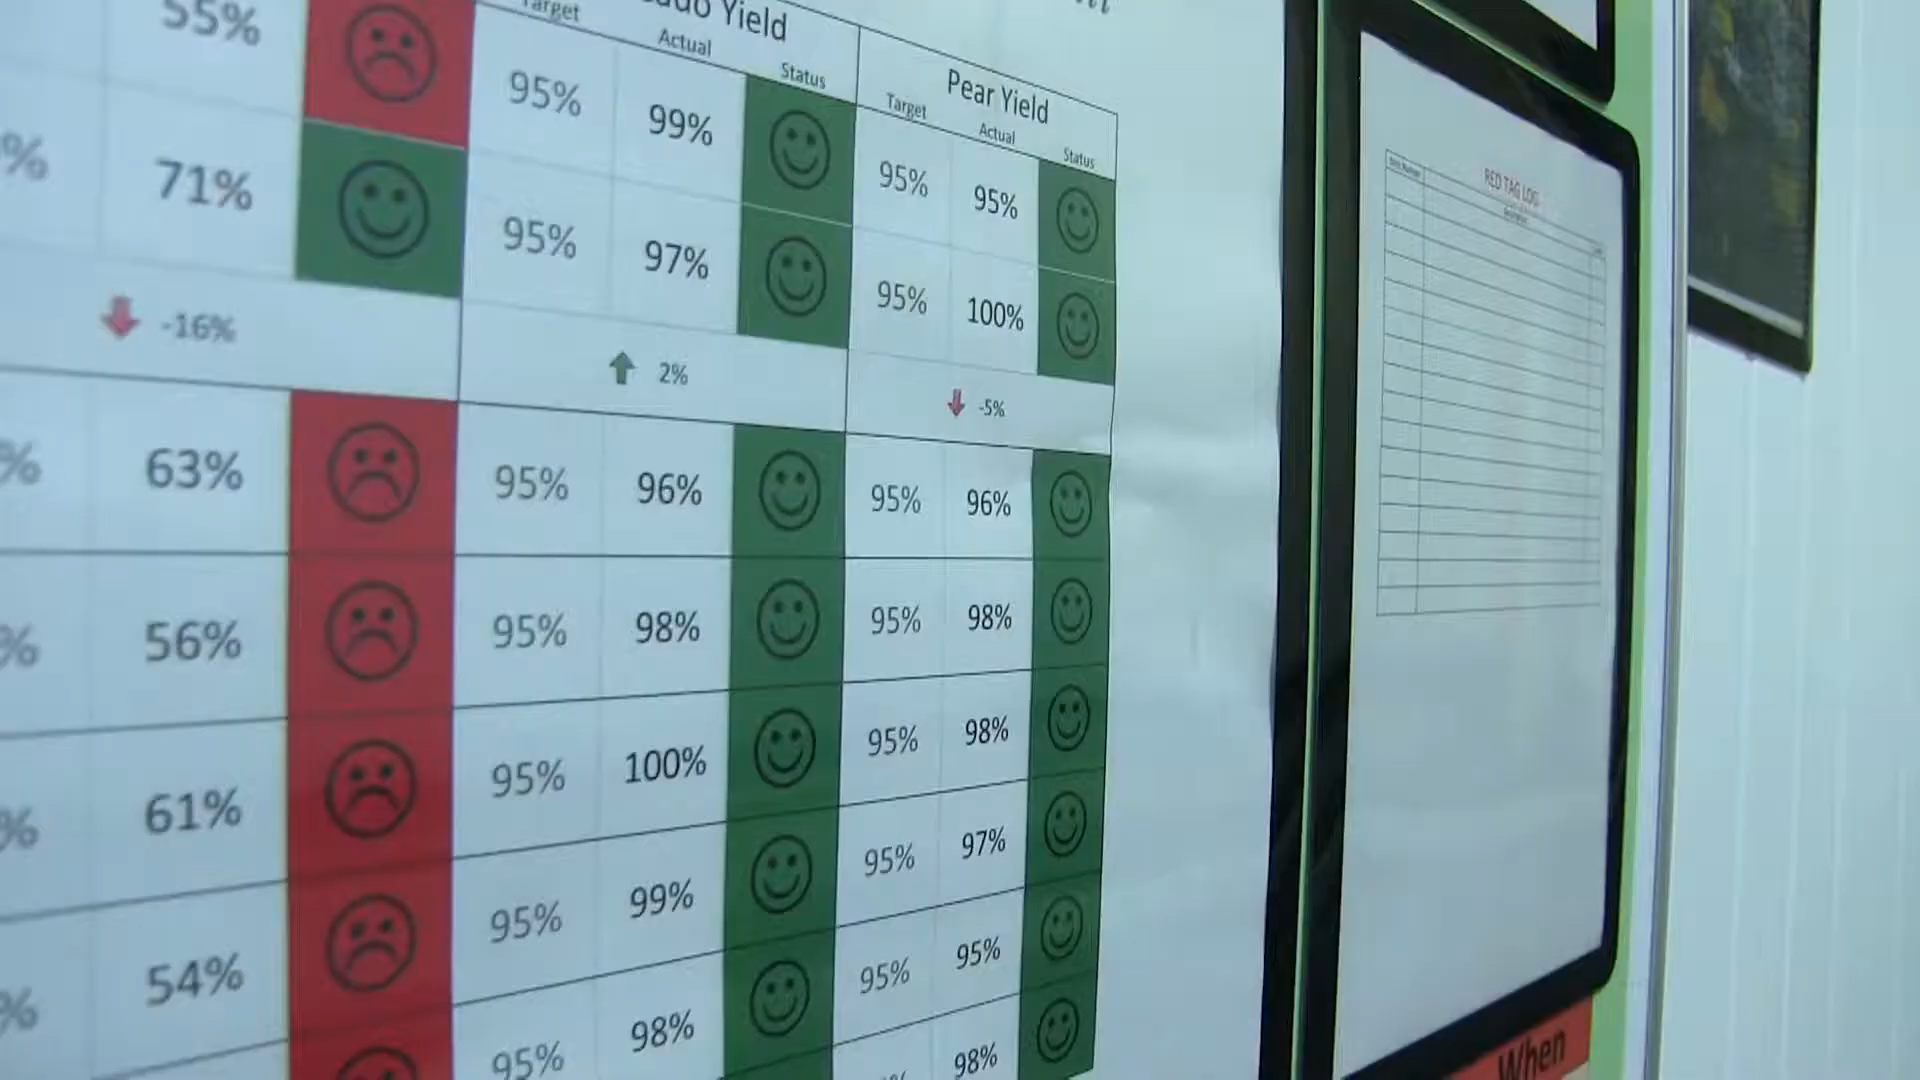 Yield
Target Actual Status
Pear Yield
Target Actual Status
55% 95% 99% 95% 95%
% 71% 95% 97% 95% 100%
-16% 2% -5%
% 63% 95% 96% 95% 96%
% 56% 95% 98% 95% 98%
% 61% 95% 100% 95% 98%
% 54% 95% 99% 95% 97%
95% 98% 95% 95%
98%
RED TAG LOG
When